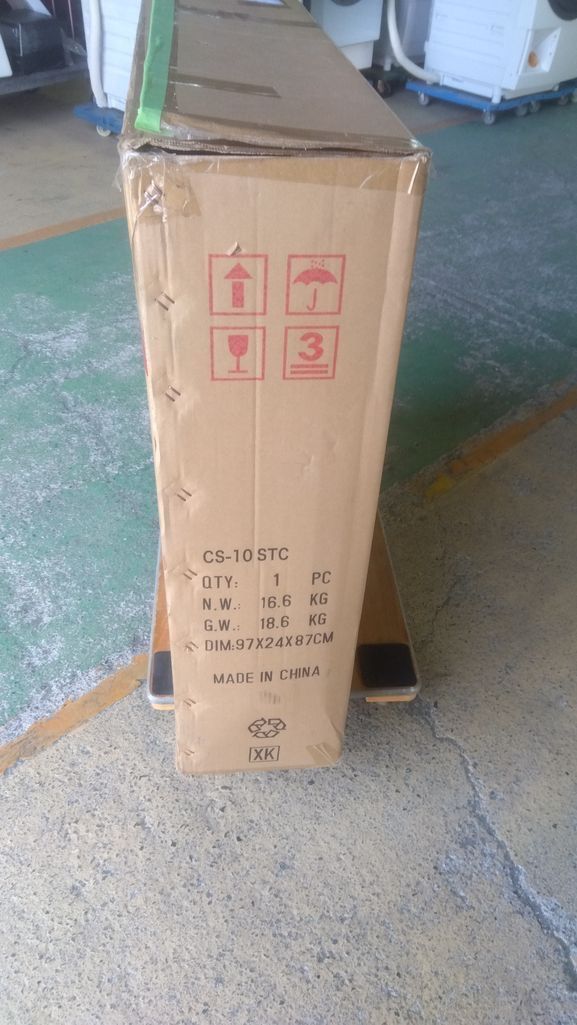 3
CS-10 STC
QTY: 1 PC
N.W.: 16.6 KG
G.W.: 18.6 KG
DIM:97X24X87CM
MADE IN CHINA
XK